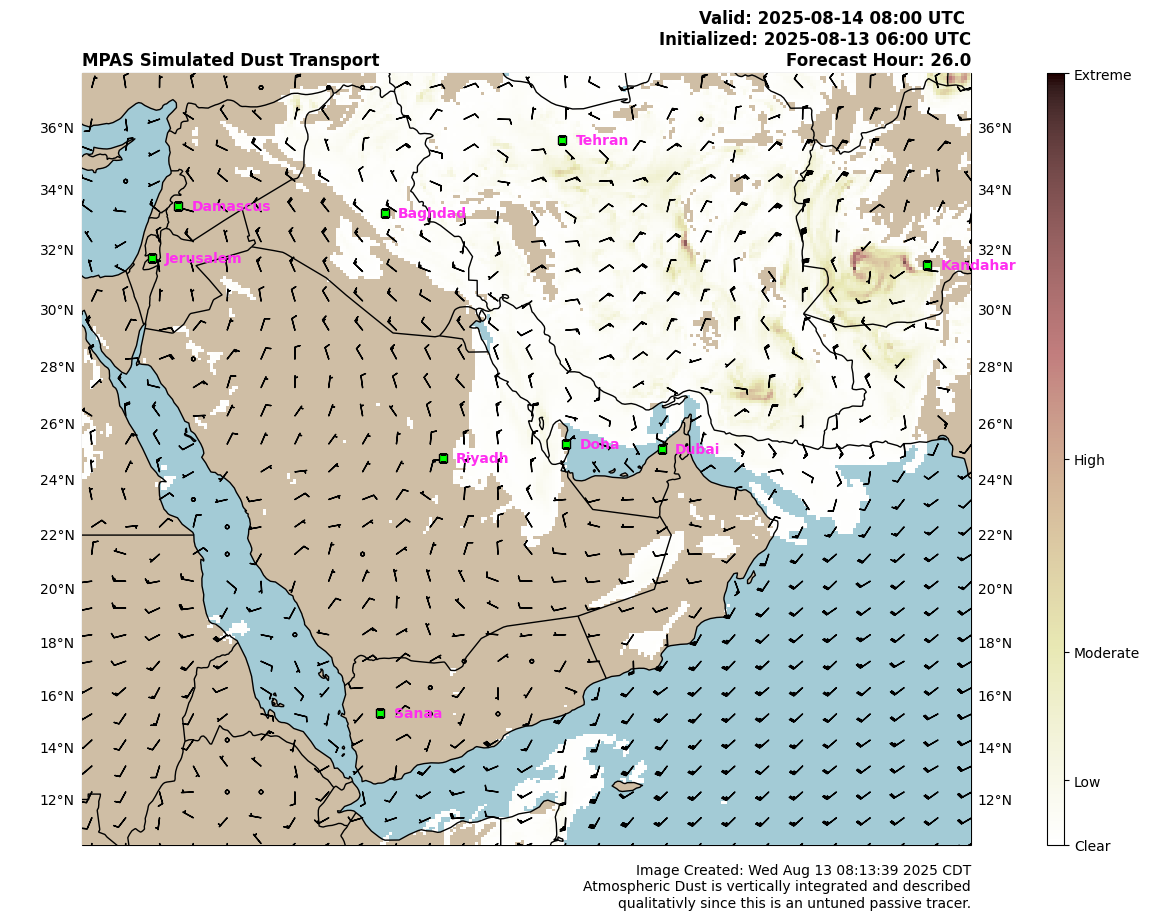 Valid: 2025-08-14 08:00 UTC
Initialized: 2025-08-13 06:00 UTC
MPAS Simulated Dust Transport Forecast Hour: 26.0
Extreme
36°N 36°N
Tehran
34°N 34°N
Damascus
Baghdad
32°N 32°N
Jerusalem
Kandahar
30°N 30°N
28°N 28°N
26°N 26°N
Doha
Dubai
Riyadh
High
24°N 24°N
22°N 22°N
20°N 20°N
18°N 18°N
Moderate
16°N 16°N
Sanaa
14°N 14°N
Low
12°N 12°N
Clear
Image Created: Wed Aug 13 08:13:39 2025 CDT
Atmospheric Dust is vertically integrated and described
qualitativly since this is an untuned passive tracer.